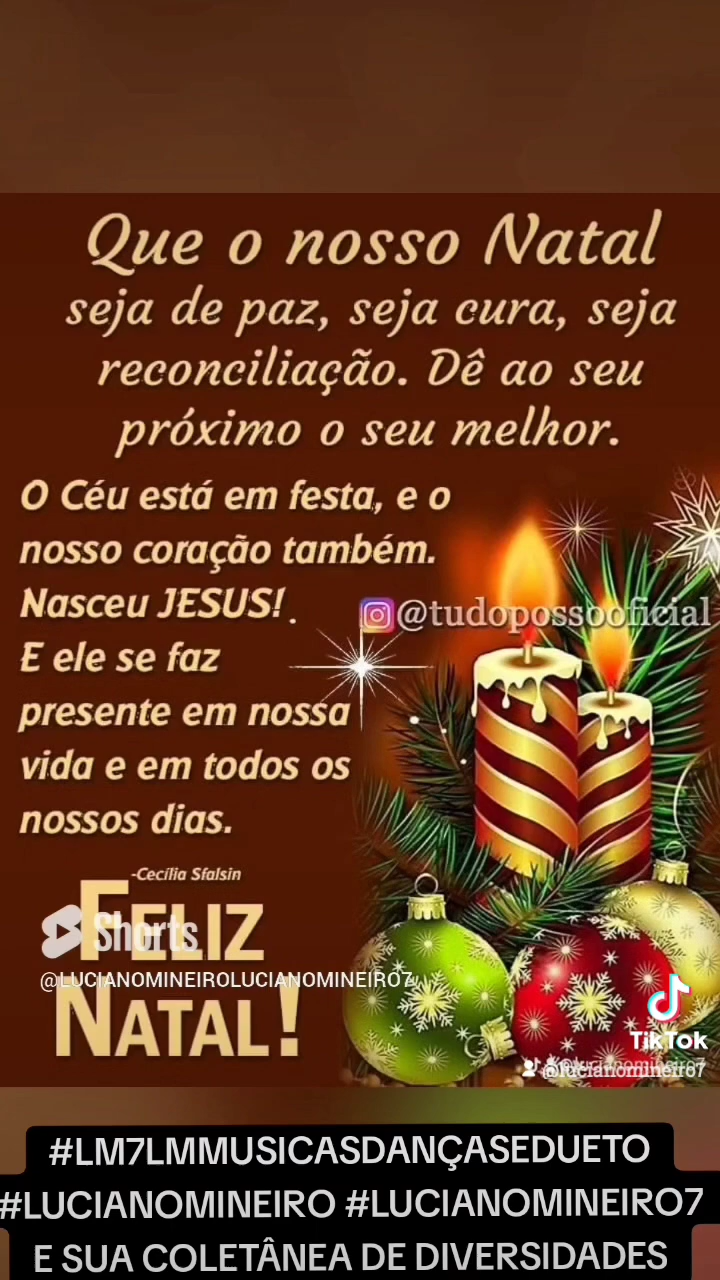 Que o nosso Natal
seja de paz, seja cura, seja
reconciliação. Dê ao seu
próximo o seu melhor.
O Céu está em festa, e o
nosso coração também.
Nasceu JESUS! .
@tudopossooficial
E ele se faz
presente em nossa
vida e em todos os
nossos dias.
-Cecília Sfalsin
FELIZ
Shorts
@LUCIANOMINEIROLUCIANOMINEIRO7
NATAL!
TikTok
@lucianomineiro7
#LM7LMMUSICASDANÇASEDUETO
#LUCIANOMINEIRO #LUCIANOMINEIRO7
E SUA COLETÂNEA DE DIVERSIDADES